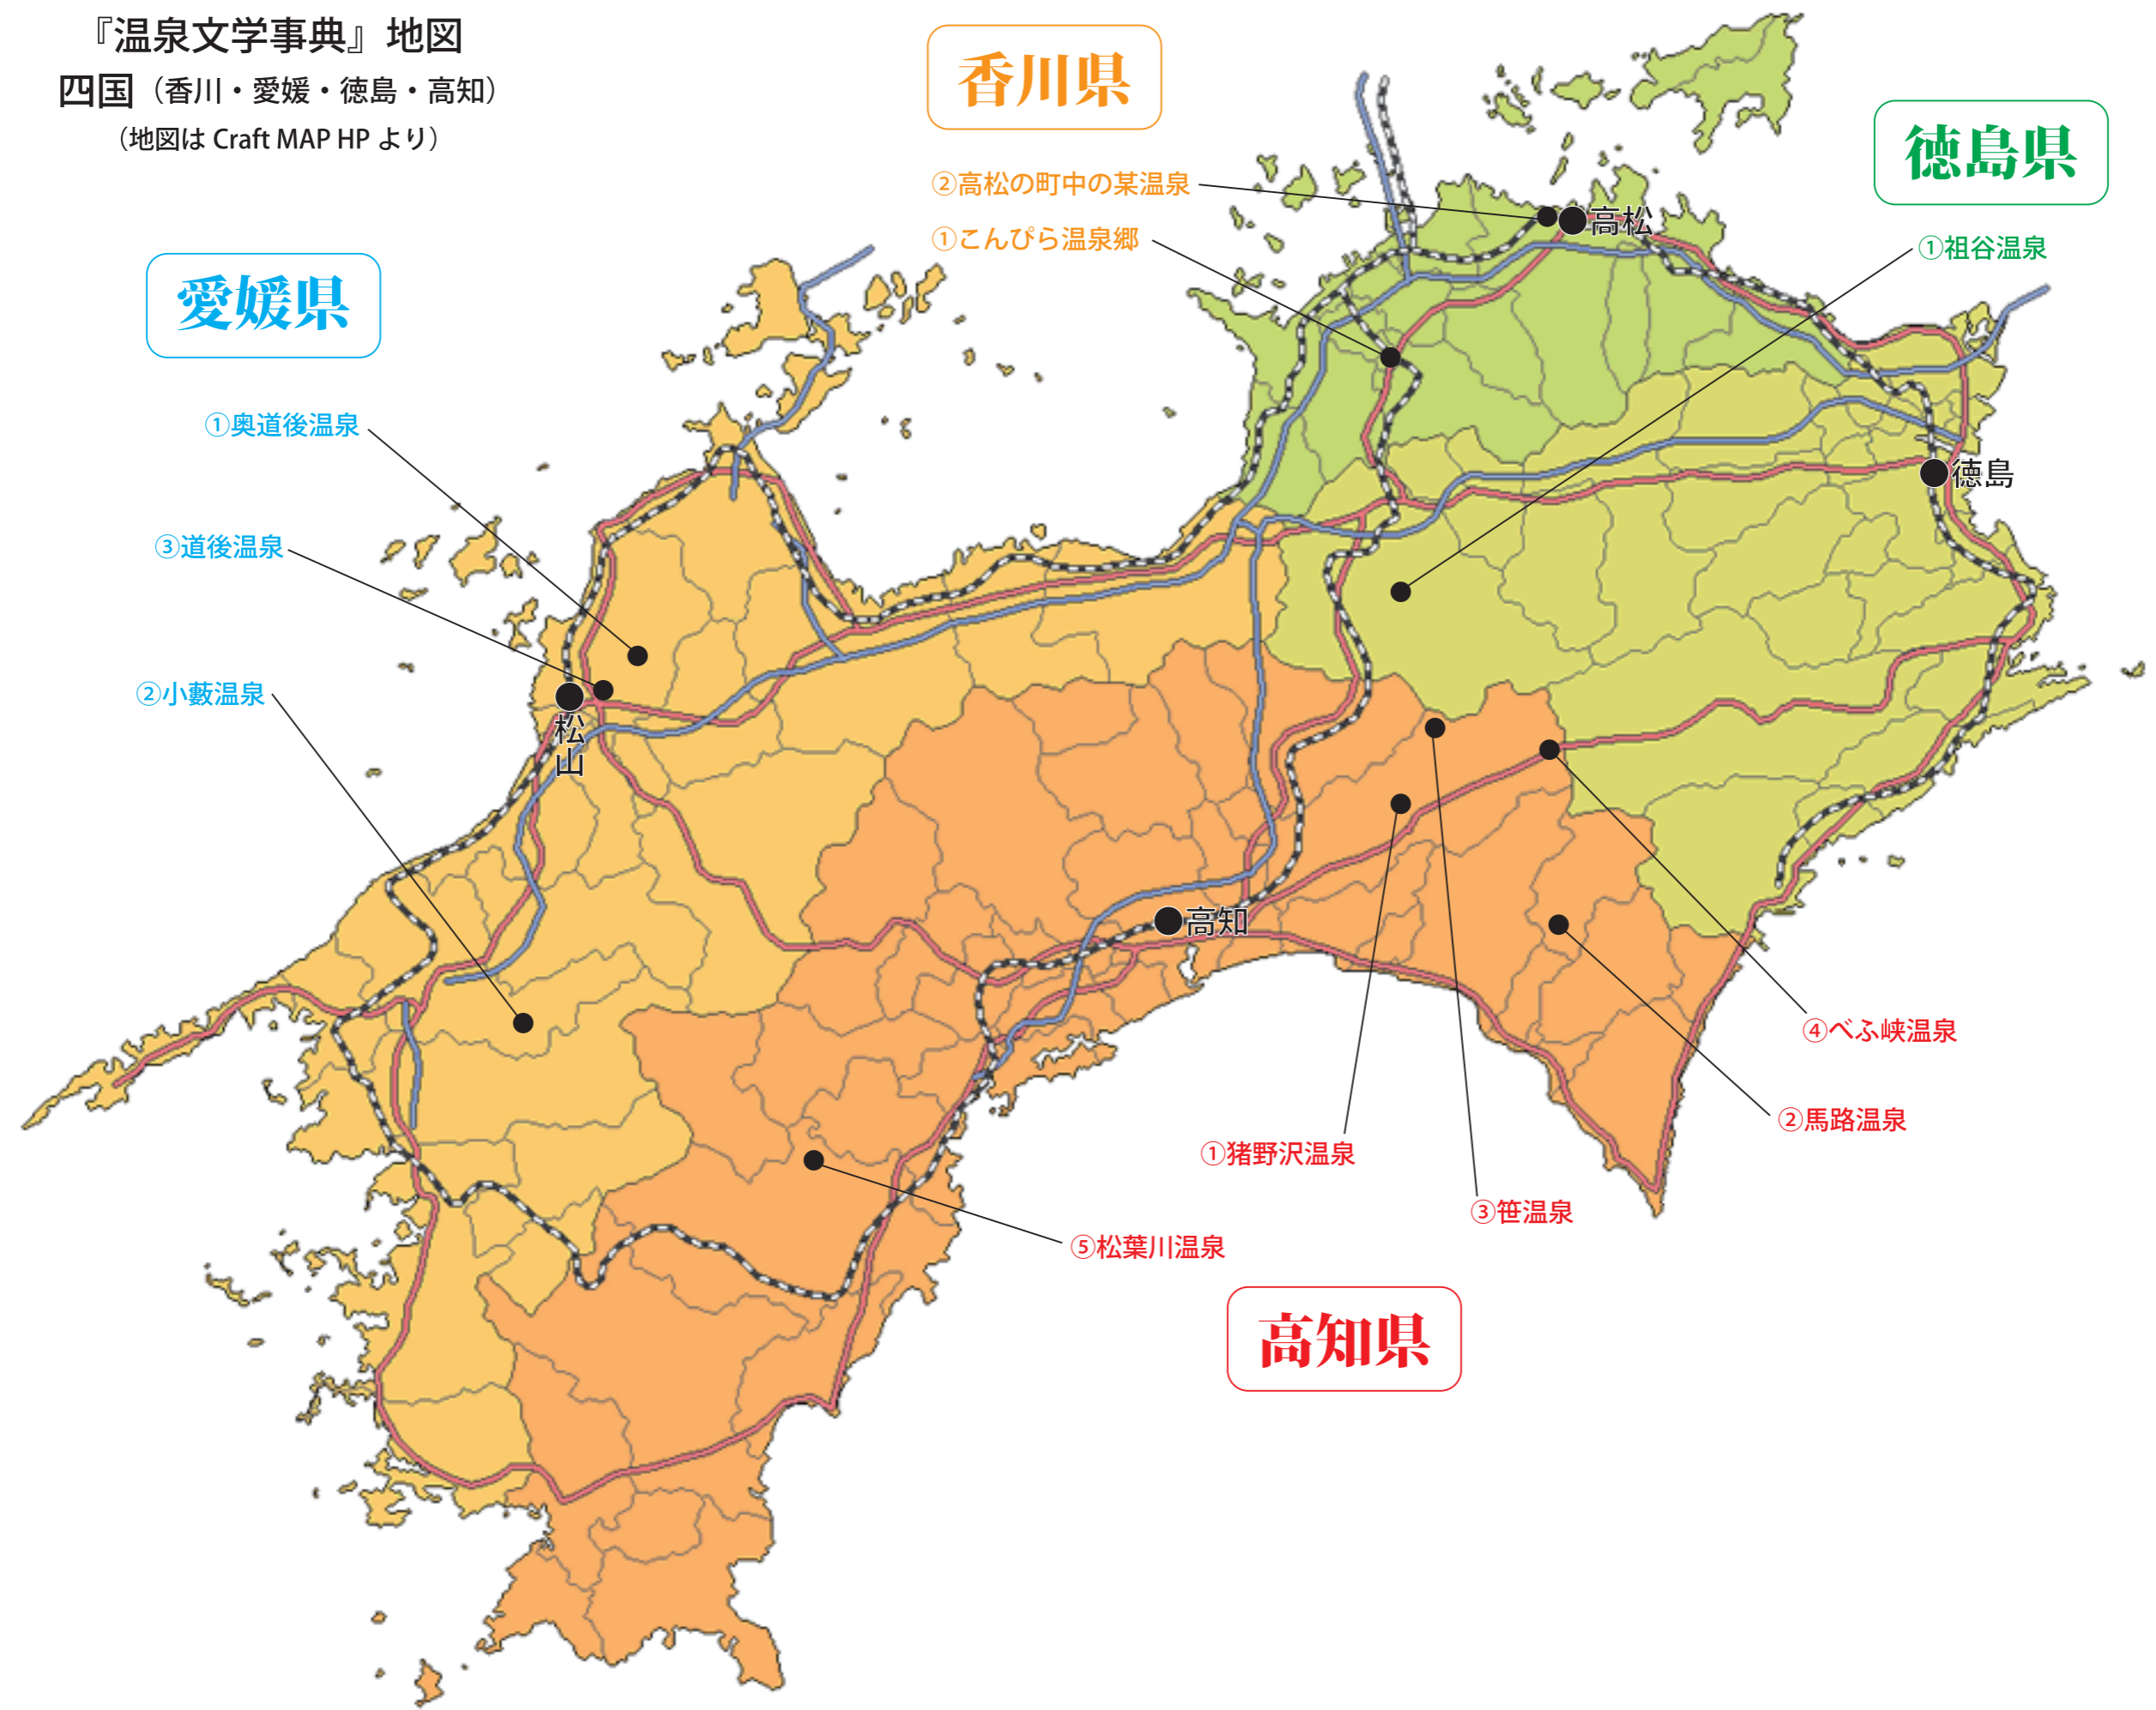 『温泉文学事典』地図
四国（香川・愛媛・徳島・高知）
（地図は Craft MAP HP より）
香川県
②高松の町中の某温泉
①こんぴら温泉郷
徳島県
①祖谷温泉
愛媛県
①奥道後温泉
③道後温泉
②小藪温泉
高松
徳島
松山
高知
④べふ峡温泉
②馬路温泉
①猪野沢温泉
③笹温泉
⑤松葉川温泉
高知県